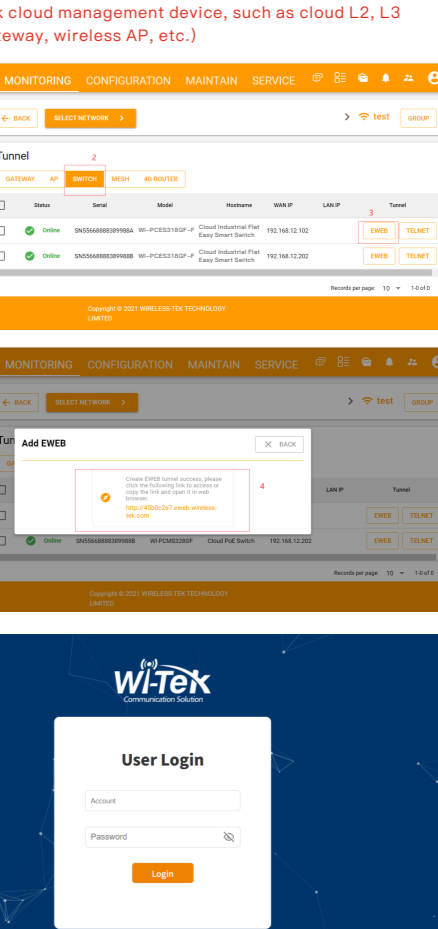 k cloud management device, such as cloud L2, L3
teway, wireless AP, etc.)
MONITORING CONFIGURATION MAINTAIN SERVICE
← BACK SELECT NETWORK > > test GROUP
Tunnel
2
GATEWAY AP SWITCH MESH 4G ROUTER
Status Serial Model Hostname WAN IP LAN IP Tunnel
3
Online SN5566888389988A WI-PCES318GF-F Cloud Industrial Flat Easy Smart Switch 192.168.12.102 EWEB TELNET
Online SN5566888389988B WI-PCES318GF-F Cloud Industrial Flat Easy Smart Switch 192.168.12.202 EWEB TELNET
Records per page: 10 1-0 of 0
Copyright © 2021 WIRELESS-TEK TECHNOLOGY
LIMITED
MONITORING CONFIGURATION MAINTAIN SERVICE
← BACK SELECT NETWORK > > test GROUP
Tun
Add EWEB X BACK
GA
Create EWEB tunnel success, please
click the following link to access or
copy the link and open it in web
browser:
4
http://45b0c2e7.eweb.wireless-
tek.com
LAN IP Tunnel
EWEB TELNET
Online SN5566888389988B WI-PCMS328GF Cloud PoE Switch 192.168.12.202 EWEB TELNET
Records per page: 10 1-0 of 0
Copyright © 2021 WIRELESS-TEK TECHNOLOGY
LIMITED
Wi-Tek
Communication Solution
User Login
Account
Password
Login